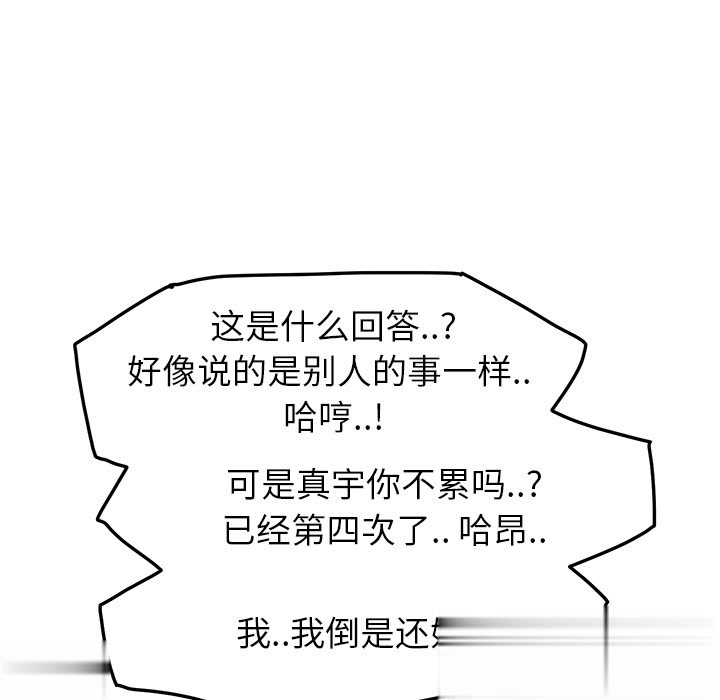 这是什么回答..?
好像说的是别人的事一样..
哈哼..!
可是真宇你不累吗..?
已经第四次了.. 哈昂..
我..我倒是还